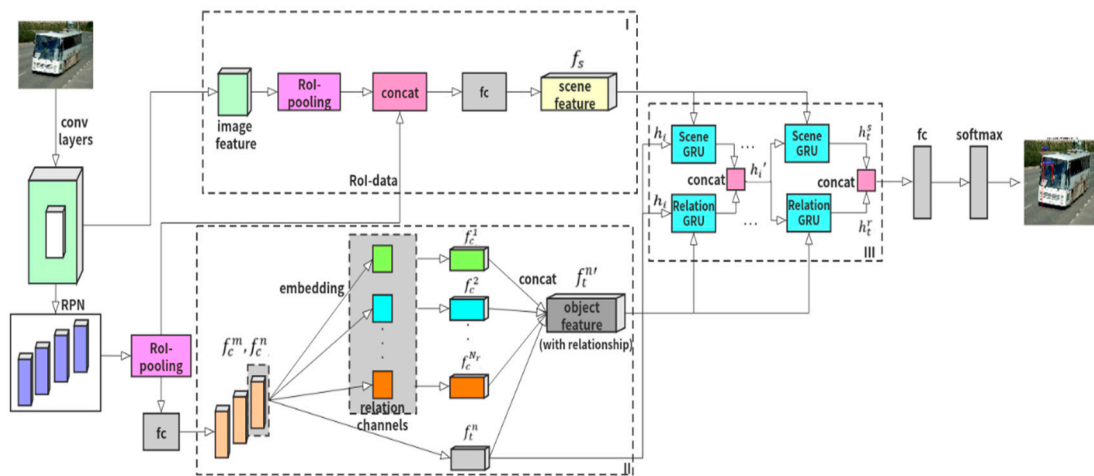 I
f_s
RoI-
pooling
concat
fc
scene
feature
image
feature
conv
layers
RoI-data
h_i
Scene
GRU
...
Scene
GRU
h_t^s
fc
softmax
concat
h_i'
concat
h_i
Relation
GRU
...
Relation
GRU
h_t^r
III
RPN
RoI-
pooling
fc
f_c^m, f_c^n
embedding
f_c^1
concat
f_c^2
f_t^n'
object
feature
(with relationship)
f_c^{N_r}
relation
channels
f_t^n
II